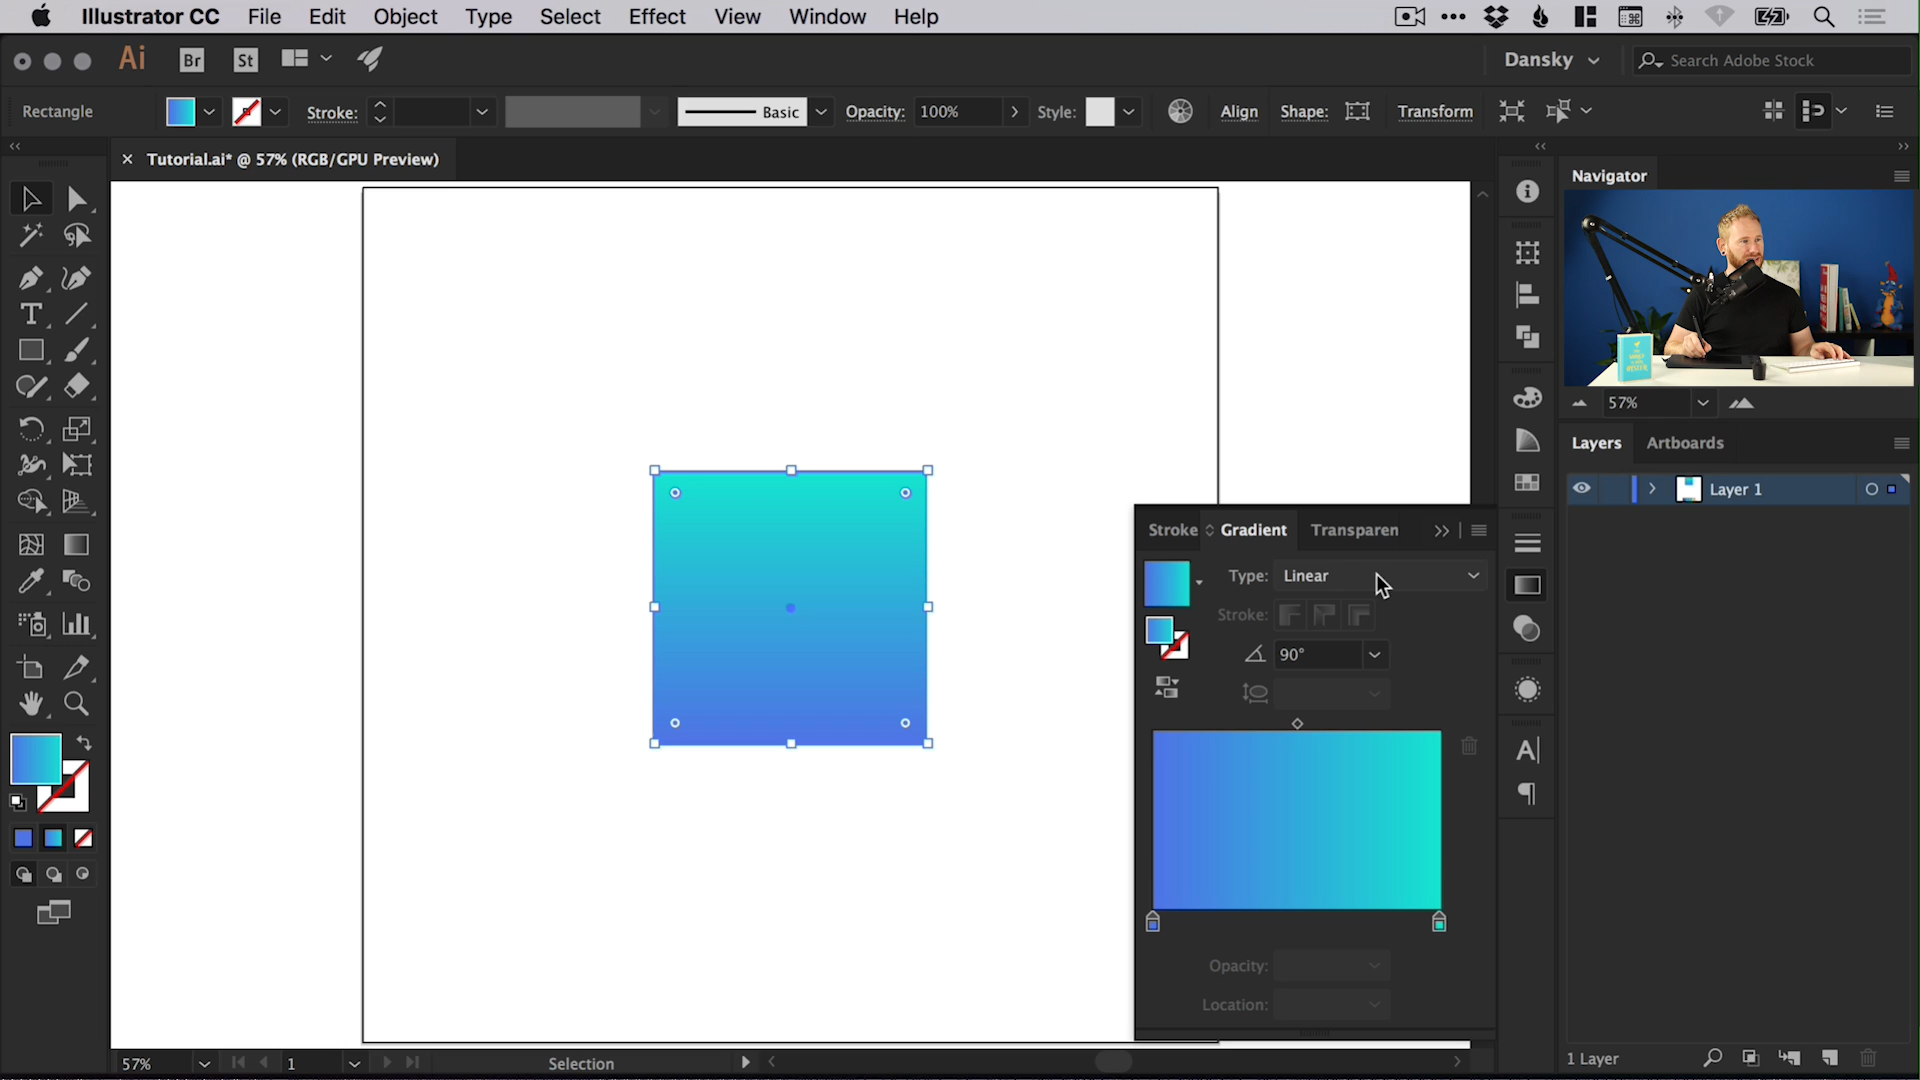 Illustrator CC File Edit Object Type Select Effect View Window Help
Ai Br St Dansky Search Adobe Stock
Rectangle Stroke: Basic Opacity: 100% Style: Align Shape: Transform
Tutorial.ai* @ 57% (RGB/GPU Preview)
Navigator
57%
Layers Artboards
Layer 1
Stroke Gradient Transparen
Type: Linear
Stroke:
90°
Opacity:
Location:
57% 1 Selection
1 Layer